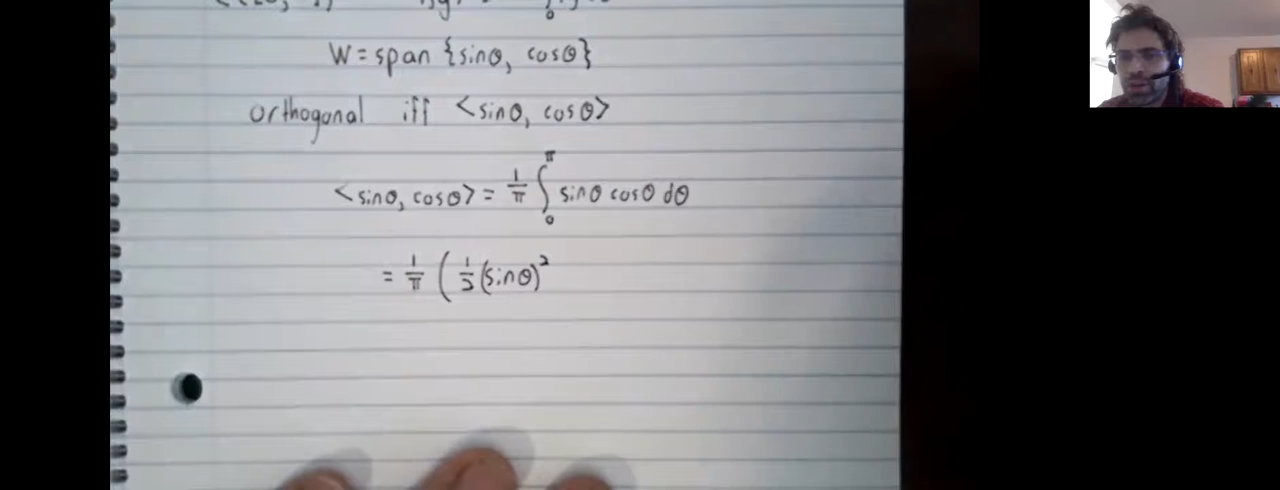 W = span {sinθ, cosθ}
orthogonal iff <sinθ, cosθ>
<sinθ, cosθ> = 1/π ∫₀^π sinθ cosθ dθ
= 1/π ( 1/2 (sinθ)²